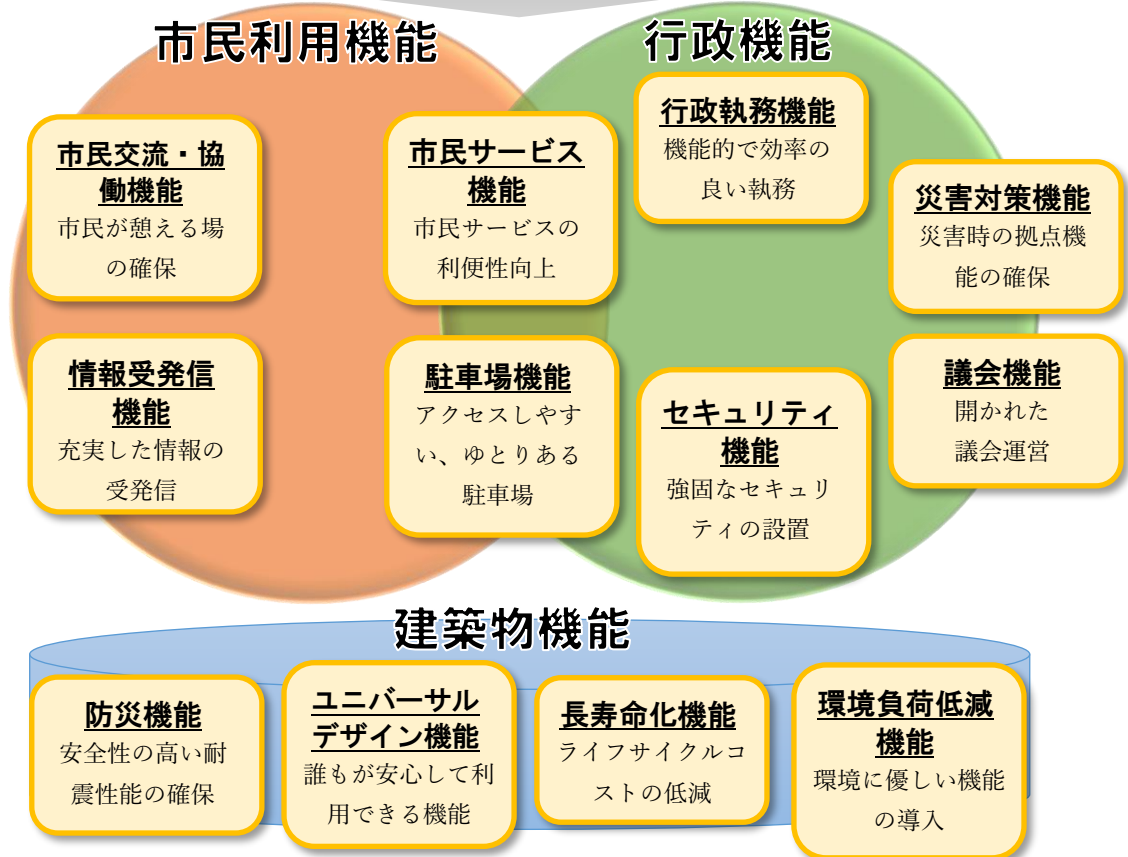 市民利用機能
行政機能
市民交流・協
働機能
市民が憩える場
の確保
市民サービス
機能
市民サービスの
利便性向上
行政執務機能
機能的で効率の
良い執務
災害対策機能
災害時の拠点機
能の確保
情報受発信
機能
充実した情報の
受発信
駐車場機能
アクセスしやす
い、ゆとりある
駐車場
セキュリティ
機能
強固なセキュリ
ティの設置
議会機能
開かれた
議会運営
建築物機能
防災機能
安全性の高い耐
震性能の確保
ユニバーサル
デザイン機能
誰もが安心して利
用できる機能
長寿命化機能
ライフサイクルコ
ストの低減
環境負荷低減
機能
環境に優しい機能
の導入